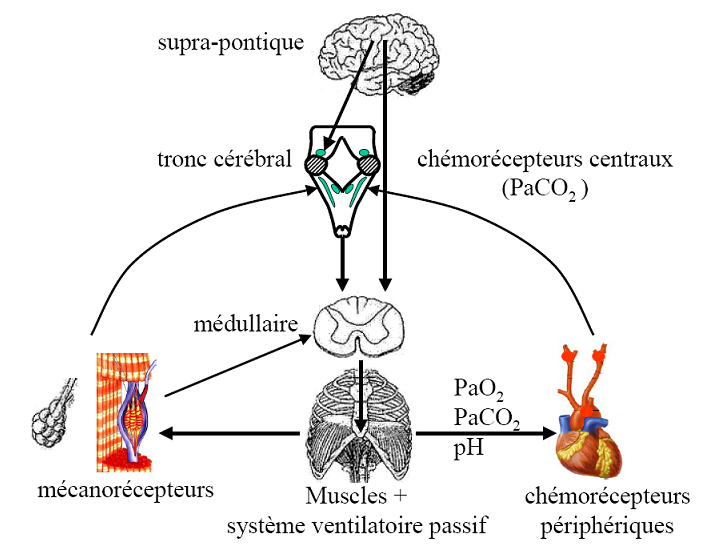 supra-pontique
tronc cérébral
chémorécepteurs centraux
(PaCO₂ )
médullaire
PaO₂
PaCO₂
pH
mécanorécepteurs
Muscles +
système ventilatoire passif
chémorécepteurs
périphériques